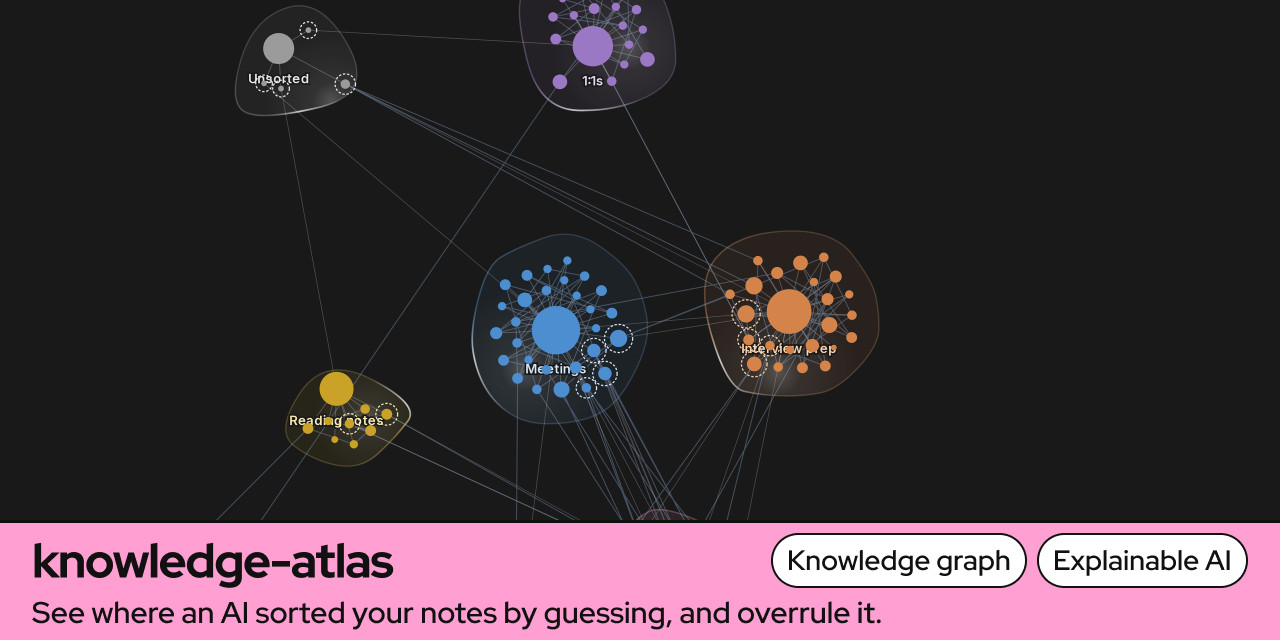 Unsorted
1:1s
Interview prep
Meetings
Reading notes
knowledge-atlas
Knowledge graph
Explainable AI
See where an AI sorted your notes by guessing, and overrule it.